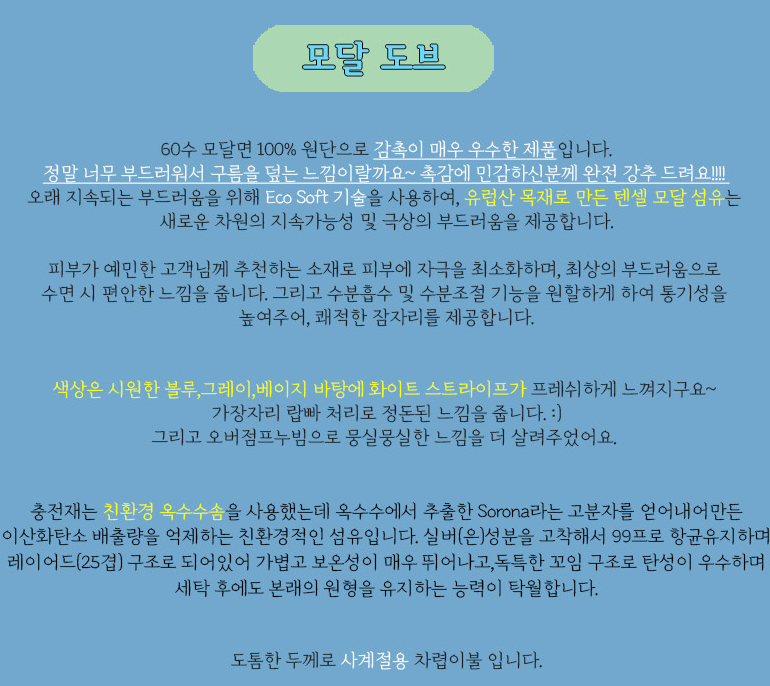 모달 도브
60수 모달면 100% 원단으로 감촉이 매우 우수한 제품입니다.
정말 너무 부드러워서 구름을 덮는 느낌이랄까요~ 촉감에 민감하신분께 완전 강추 드려요!!!!
오래 지속되는 부드러움을 위해 Eco Soft 기술을 사용하여, 유럽산 목재로 만든 텐셀 모달 섬유는
새로운 차원의 지속가능성 및 극상의 부드러움을 제공합니다.
피부가 예민한 고객님께 추천하는 소재로 피부에 자극을 최소화하며, 최상의 부드러움으로
수면 시 편안한 느낌을 줍니다. 그리고 수분흡수 및 수분조절 기능을 원할하게 하여 통기성을
높여주어, 쾌적한 잠자리를 제공합니다.
색상은 시원한 블루,그레이,베이지 바탕에 화이트 스트라이프가 프레쉬하게 느껴지구요~
가장자리 랍빠 처리로 정돈된 느낌을 줍니다. :)
그리고 오버점프누빔으로 뭉실뭉실한 느낌을 더 살려주었어요.
충전재는 친환경 옥수수솜을 사용했는데 옥수수에서 추출한 Sorona라는 고분자를 얻어내어만든
이산화탄소 배출량을 억제하는 친환경적인 섬유입니다. 실버(은)성분을 고착해서 99프로 항균유지하며
레이어드(25겹) 구조로 되어있어 가볍고 보온성이 매우 뛰어나고,독특한 꼬임 구조로 탄성이 우수하며
세탁 후에도 본래의 원형을 유지하는 능력이 탁월합니다.
도톰한 두께로 사계절용 차렵이불 입니다.